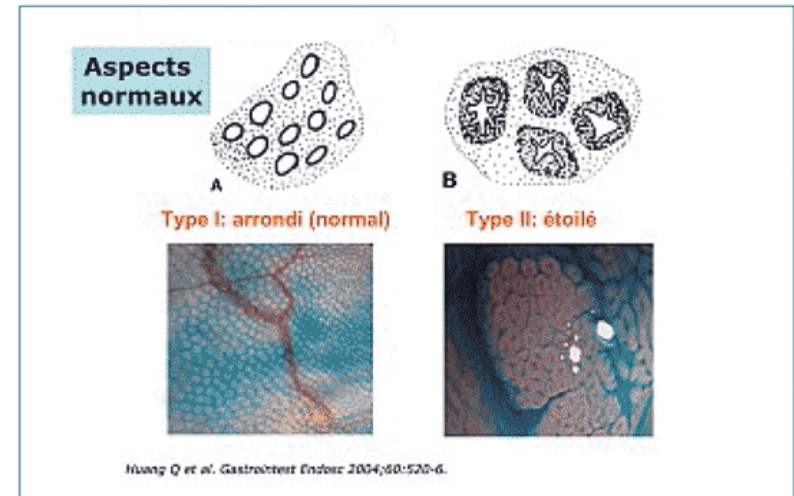 Aspects
normaux
A
B
Type I: arrondi (normal)
Type II: étoilé
Huang Q et al. Gastrointest Endosc 2004;60:520-6.